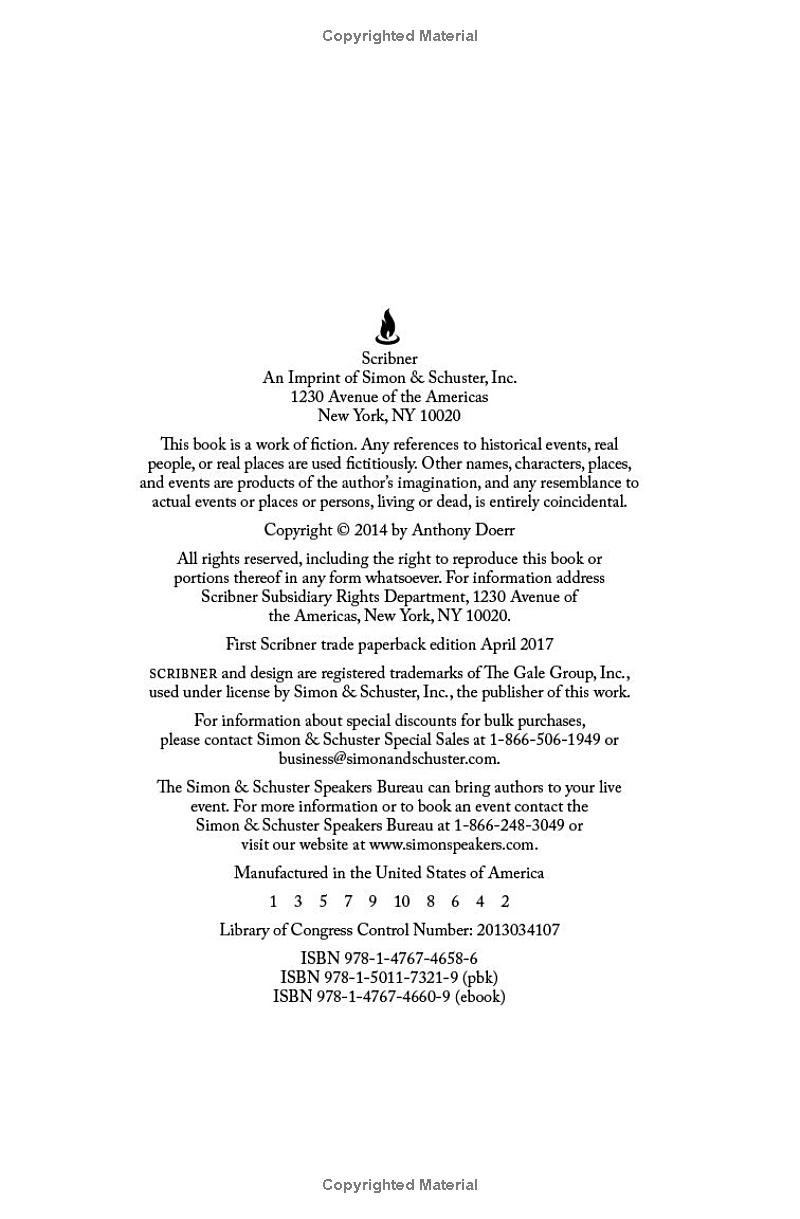 Copyrighted Material
Scribner
An Imprint of Simon & Schuster, Inc.
1230 Avenue of the Americas
New York, NY 10020
This book is a work of fiction. Any references to historical events, real
people, or real places are used fictitiously. Other names, characters, places,
and events are products of the author’s imagination, and any resemblance to
actual events or places or persons, living or dead, is entirely coincidental.
Copyright © 2014 by Anthony Doerr
All rights reserved, including the right to reproduce this book or
portions thereof in any form whatsoever. For information address
Scribner Subsidiary Rights Department, 1230 Avenue of
the Americas, New York, NY 10020.
First Scribner trade paperback edition April 2017
SCRIBNER and design are registered trademarks of The Gale Group, Inc.,
used under license by Simon & Schuster, Inc., the publisher of this work.
For information about special discounts for bulk purchases,
please contact Simon & Schuster Special Sales at 1-866-506-1949 or
business@simonandschuster.com.
The Simon & Schuster Speakers Bureau can bring authors to your live
event. For more information or to book an event contact the
Simon & Schuster Speakers Bureau at 1-866-248-3049 or
visit our website at www.simonspeakers.com.
Manufactured in the United States of America
1 3 5 7 9 10 8 6 4 2
Library of Congress Control Number: 2013034107
ISBN 978-1-4767-4658-6
ISBN 978-1-5011-7321-9 (pbk)
ISBN 978-1-4767-4660-9 (ebook)
Copyrighted Material